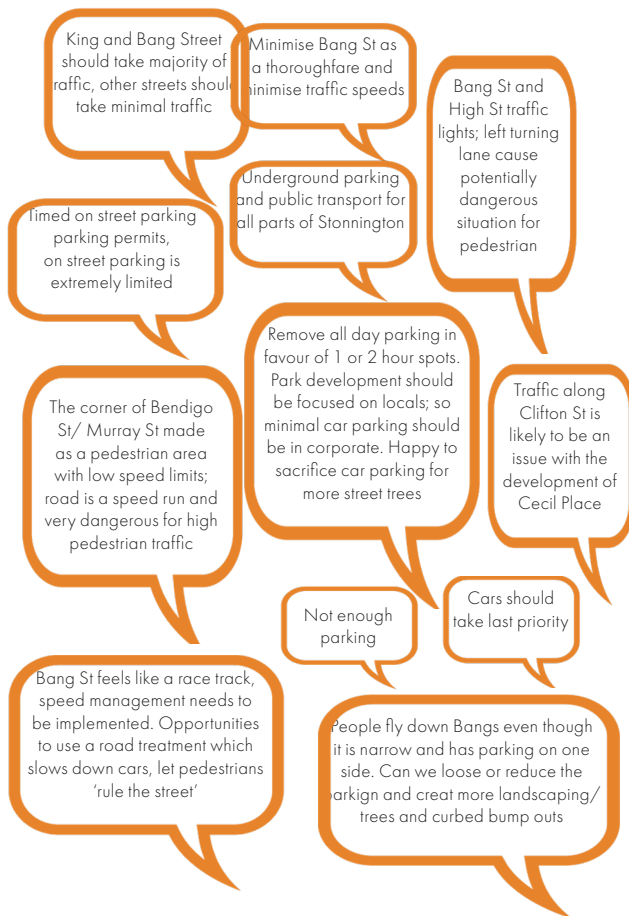 King and Bang Street
should take majority of
traffic, other streets should
take minimal traffic
Minimise Bang St as
a thoroughfare and
minimise traffic speeds
Bang St and
High St traffic
lights; left turning
lane cause
potentially
dangerous
situation for
pedestrian
Underground parking
and public transport for
all parts of Stonnington
Timed on street parking
parking permits,
on street parking is
extremely limited
Remove all day parking in
favour of 1 or 2 hour spots.
Park development should
be focused on locals; so
minimal car parking should
be in corporate. Happy to
sacrifice car parking for
more street trees
The corner of Bendigo
St/ Murray St made
as a pedestrian area
with low speed limits;
road is a speed run and
very dangerous for high
pedestrian traffic
Traffic along
Clifton St is
likely to be an
issue with the
development of
Cecil Place
Not enough
parking
Cars should
take last priority
Bang St feels like a race track,
speed management needs to
be implemented. Opportunities
to use a road treatment which
slows down cars, let pedestrians
‘rule the street’
People fly down Bangs even though
it is narrow and has parking on one
side. Can we loose or reduce the
parkign and creat more landscaping/
trees and curbed bump outs